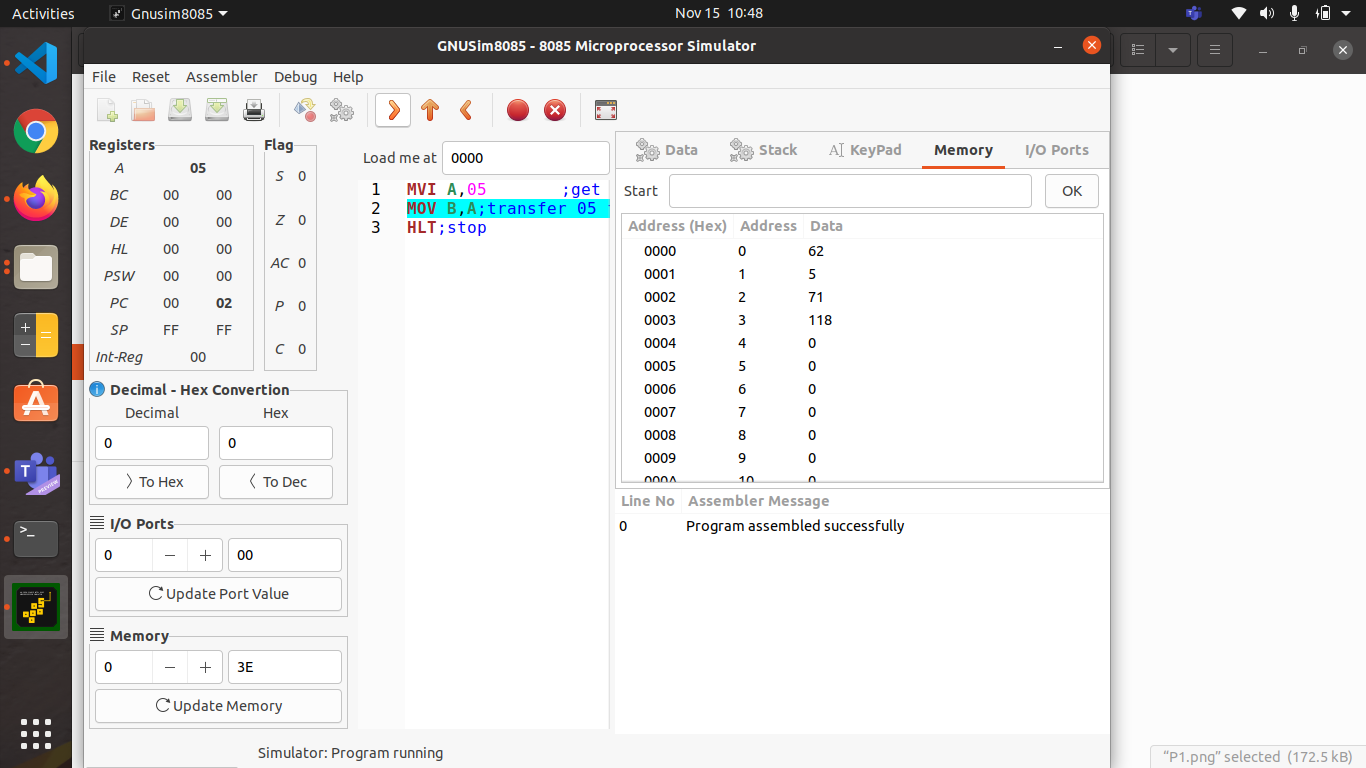 Activities Gnusim8085 Nov 15 10:48
GNUSim8085 - 8085 Microprocessor Simulator
File Reset Assembler Debug Help
Registers
A 05
BC 00 00
DE 00 00
HL 00 00
PSW 00 00
PC 00 02
SP FF FF
Int-Reg 00
Flag
S 0
Z 0
AC 0
P 0
C 0
Decimal - Hex Convertion
Decimal Hex
0 0
To Hex To Dec
I/O Ports
0 − + 00
Update Port Value
Memory
0 − + 3E
Update Memory
Load me at 0000
1 MVI A,05 ;get
2 MOV B,A;transfer 05
3 HLT;stop
Data Stack KeyPad Memory I/O Ports
Start OK
Address (Hex) Address Data
0000 0 62
0001 1 5
0002 2 71
0003 3 118
0004 4 0
0005 5 0
0006 6 0
0007 7 0
0008 8 0
0009 9 0
000A 10 0
Line No Assembler Message
0 Program assembled successfully
Simulator: Program running
“P1.png” selected (172.5 kB)